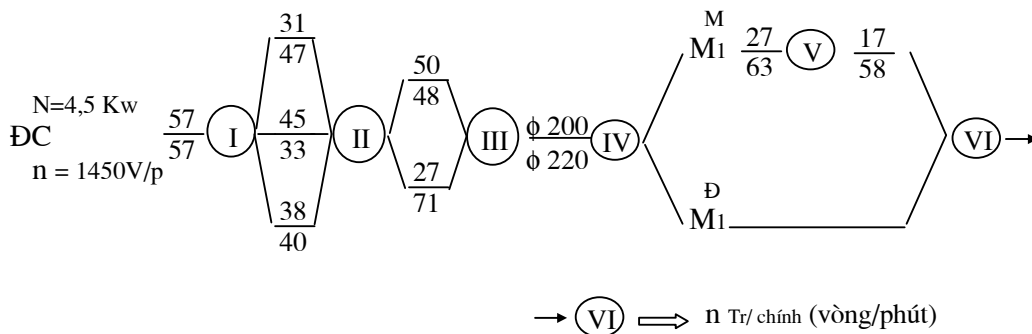 ĐC
N=4,5 Kw
n = 1450V/p
57
57
I
31
47
45
33
38
40
II
50
48
27
71
III
ϕ 200
ϕ 220
IV
M
M1
27
63
V
17
58
Đ
M1
VI
VI
n Tr/ chính (vòng/phút)